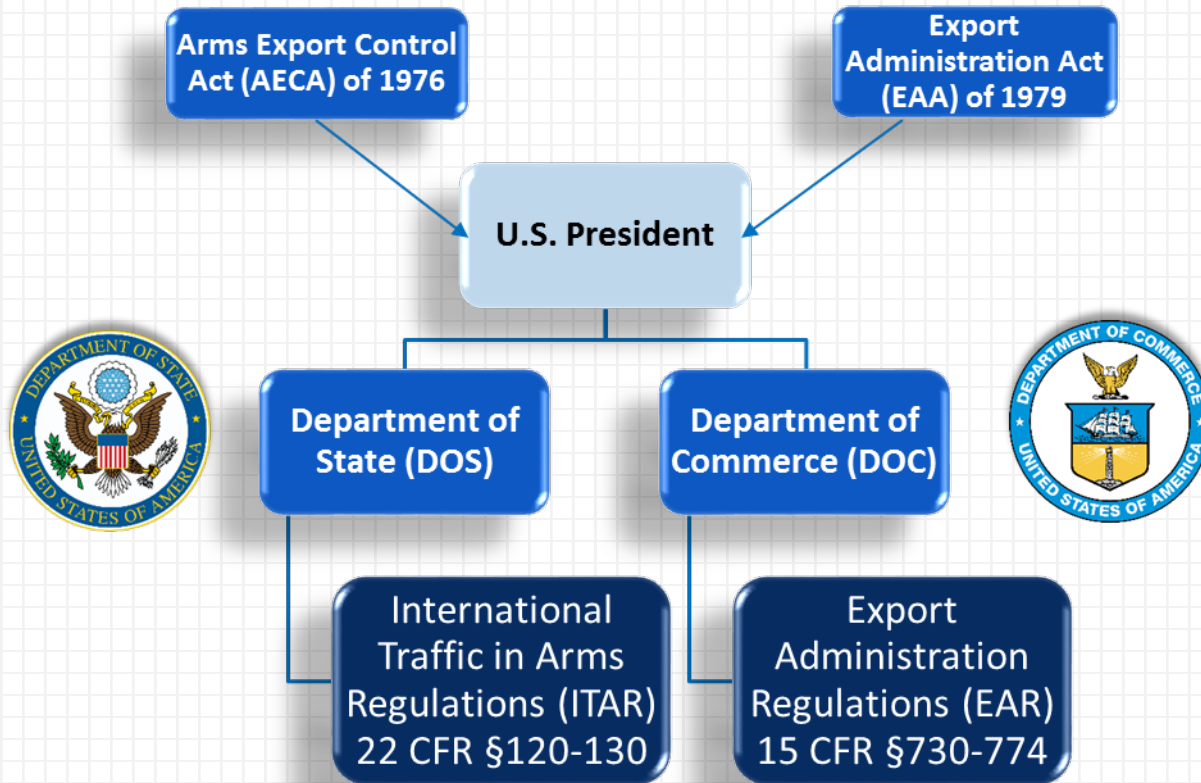 Arms Export Control
Act (AECA) of 1976
Export
Administration Act
(EAA) of 1979
U.S. President
DEPARTMENT OF STATE
UNITED STATES OF AMERICA
Department of
State (DOS)
Department of
Commerce (DOC)
DEPARTMENT OF COMMERCE
UNITED STATES OF AMERICA
International
Traffic in Arms
Regulations (ITAR)
22 CFR §120-130
Export
Administration
Regulations (EAR)
15 CFR §730-774